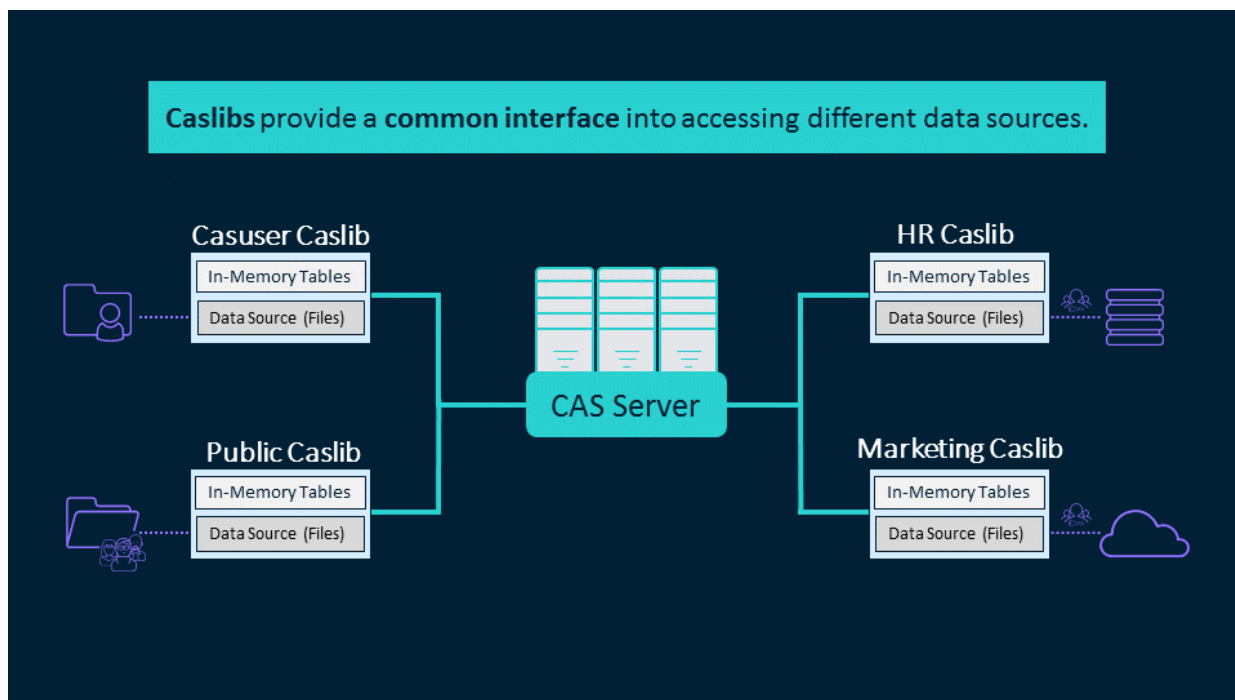 Caslibs provide a common interface into accessing different data sources.
Casuser Caslib
In-Memory Tables
Data Source (Files)
Public Caslib
In-Memory Tables
Data Source (Files)
CAS Server
HR Caslib
In-Memory Tables
Data Source (Files)
Marketing Caslib
In-Memory Tables
Data Source (Files)